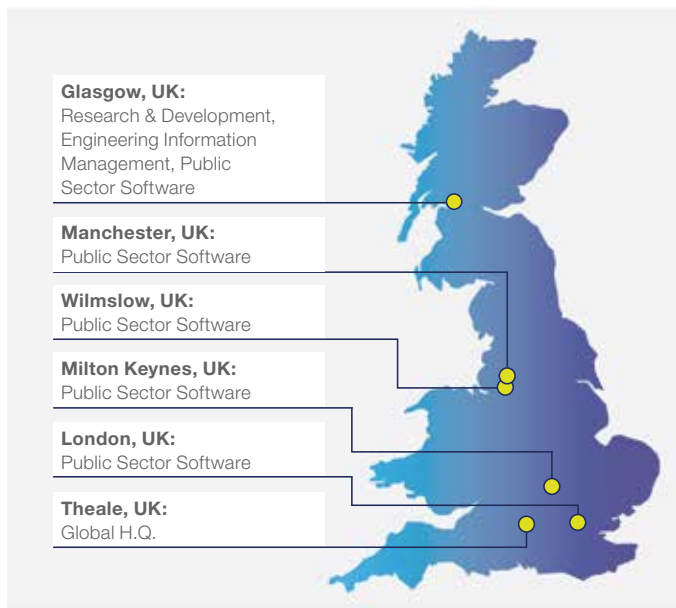 Glasgow, UK:
Research & Development,
Engineering Information
Management, Public
Sector Software
Manchester, UK:
Public Sector Software
Wilmslow, UK:
Public Sector Software
Milton Keynes, UK:
Public Sector Software
London, UK:
Public Sector Software
Theale, UK:
Global H.Q.